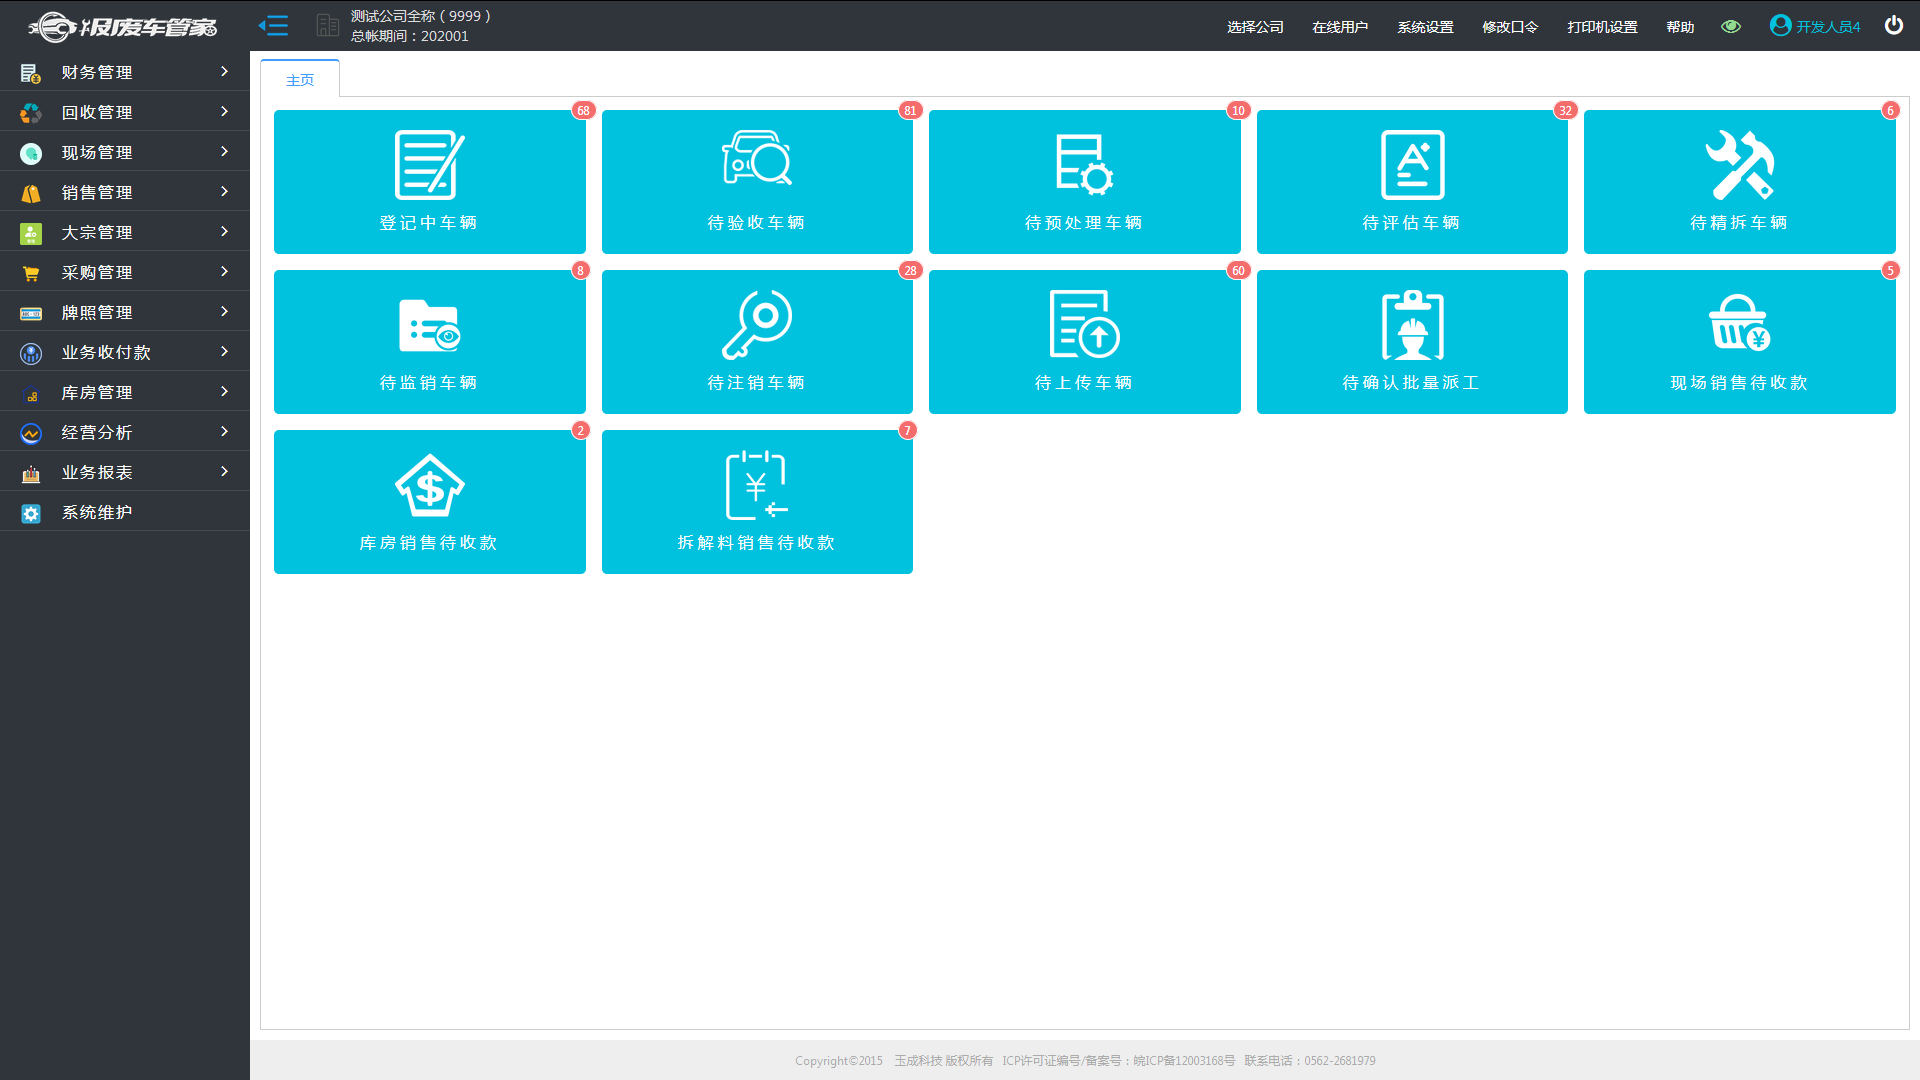 报废车管家
测试公司全称（9999）
总帐期间：202001
选择公司
在线用户
系统设置
修改口令
打印机设置
帮助
开发人员4
财务管理
回收管理
现场管理
销售管理
大宗管理
采购管理
牌照管理
业务收付款
库房管理
经营分析
业务报表
系统维护
主页
68
登记中车辆
81
待验收车辆
10
待预处理车辆
32
待评估车辆
6
待精拆车辆
8
待监销车辆
28
待注销车辆
60
待上传车辆
待确认批量派工
5
现场销售待收款
2
库房销售待收款
7
拆解料销售待收款
Copyright©2015 玉成科技 版权所有 ICP许可证编号/备案号：皖ICP备12003168号 联系电话：0562-2681979